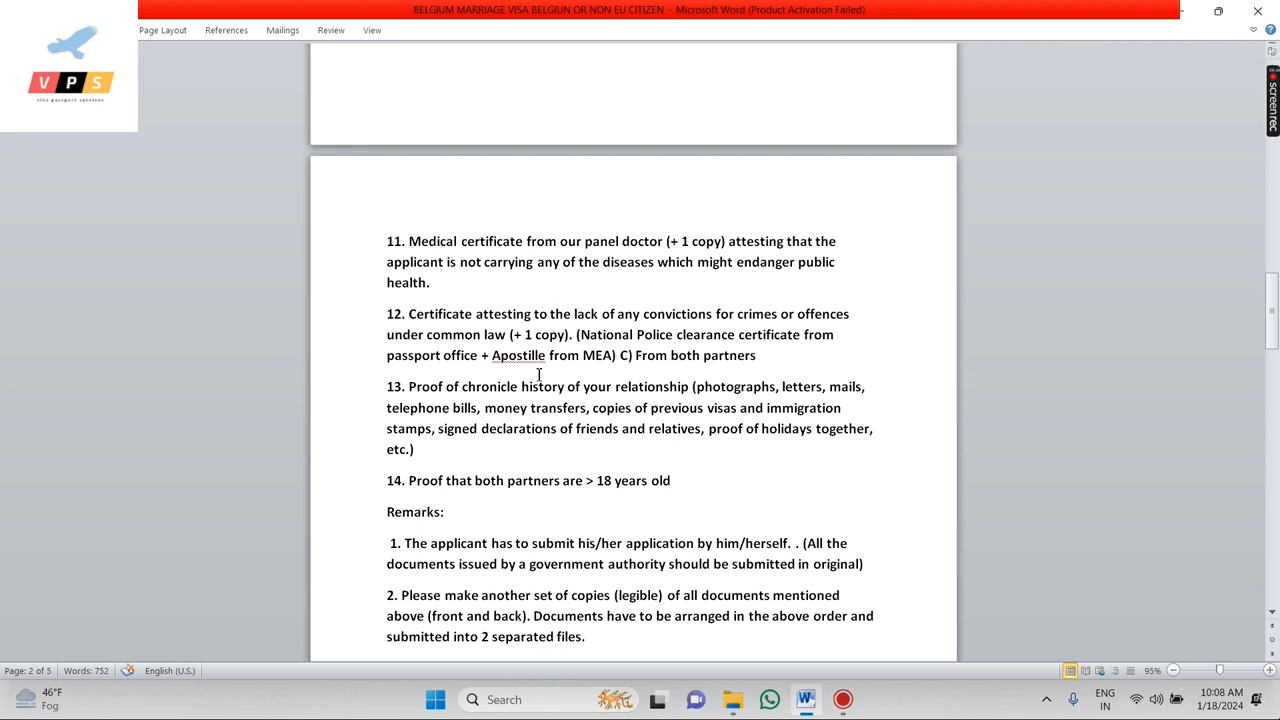 BELGIUM MARRIAGE VISA BELGIUN OR NON EU CITIZEN - Microsoft Word (Product Activation Failed)
Page Layout References Mailings Review View
V P S
visa passport services
screenrec
11. Medical certificate from our panel doctor (+ 1 copy) attesting that the
applicant is not carrying any of the diseases which might endanger public
health.
12. Certificate attesting to the lack of any convictions for crimes or offences
under common law (+ 1 copy). (National Police clearance certificate from
passport office + Apostille from MEA) C) From both partners
13. Proof of chronicle history of your relationship (photographs, letters, mails,
telephone bills, money transfers, copies of previous visas and immigration
stamps, signed declarations of friends and relatives, proof of holidays together,
etc.)
14. Proof that both partners are > 18 years old
Remarks:
1. The applicant has to submit his/her application by him/herself. . (All the
documents issued by a government authority should be submitted in original)
2. Please make another set of copies (legible) of all documents mentioned
above (front and back). Documents have to be arranged in the above order and
submitted into 2 separated files.
Page: 2 of 5 Words: 752 English (U.S.) 95%
46°F
Fog
Search
ENG
IN
10:08 AM
1/18/2024